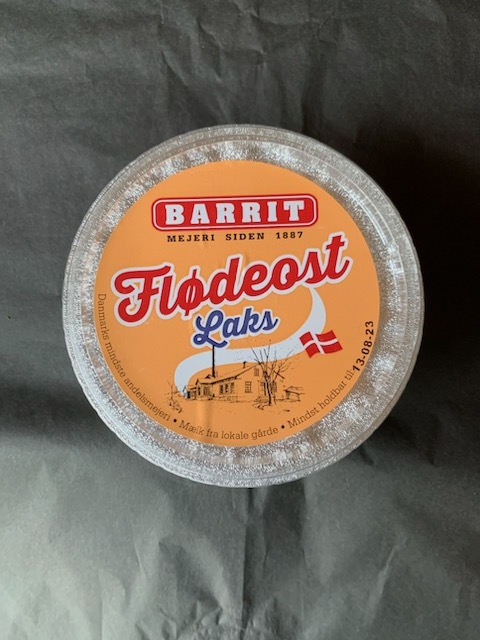 BARRIT
MEJERI SIDEN 1887
Flødeost
Laks
Danmarks mindste andelsmejeri • Mælk fra lokale gårde • Mindst holdbar til:
13-08-23